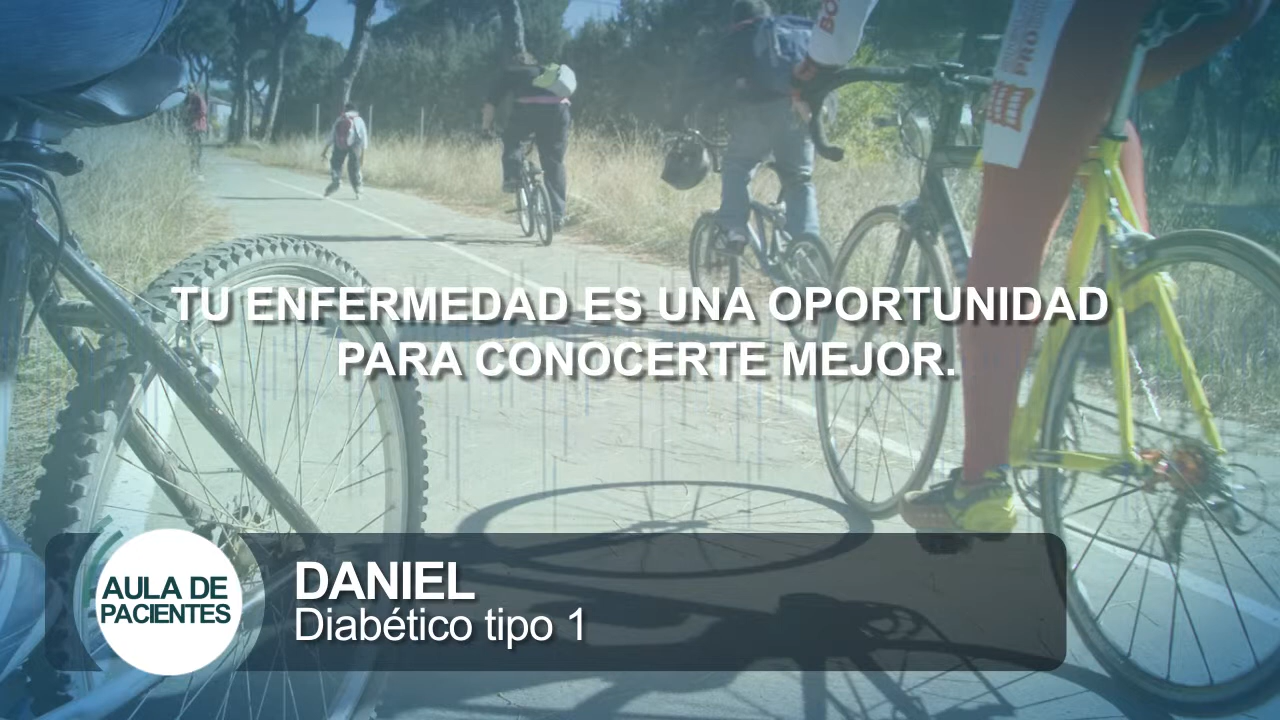 TU ENFERMEDAD ES UNA OPORTUNIDAD
PARA CONOCERTE MEJOR.
AULA DE
PACIENTES
DANIEL
Diabético tipo 1